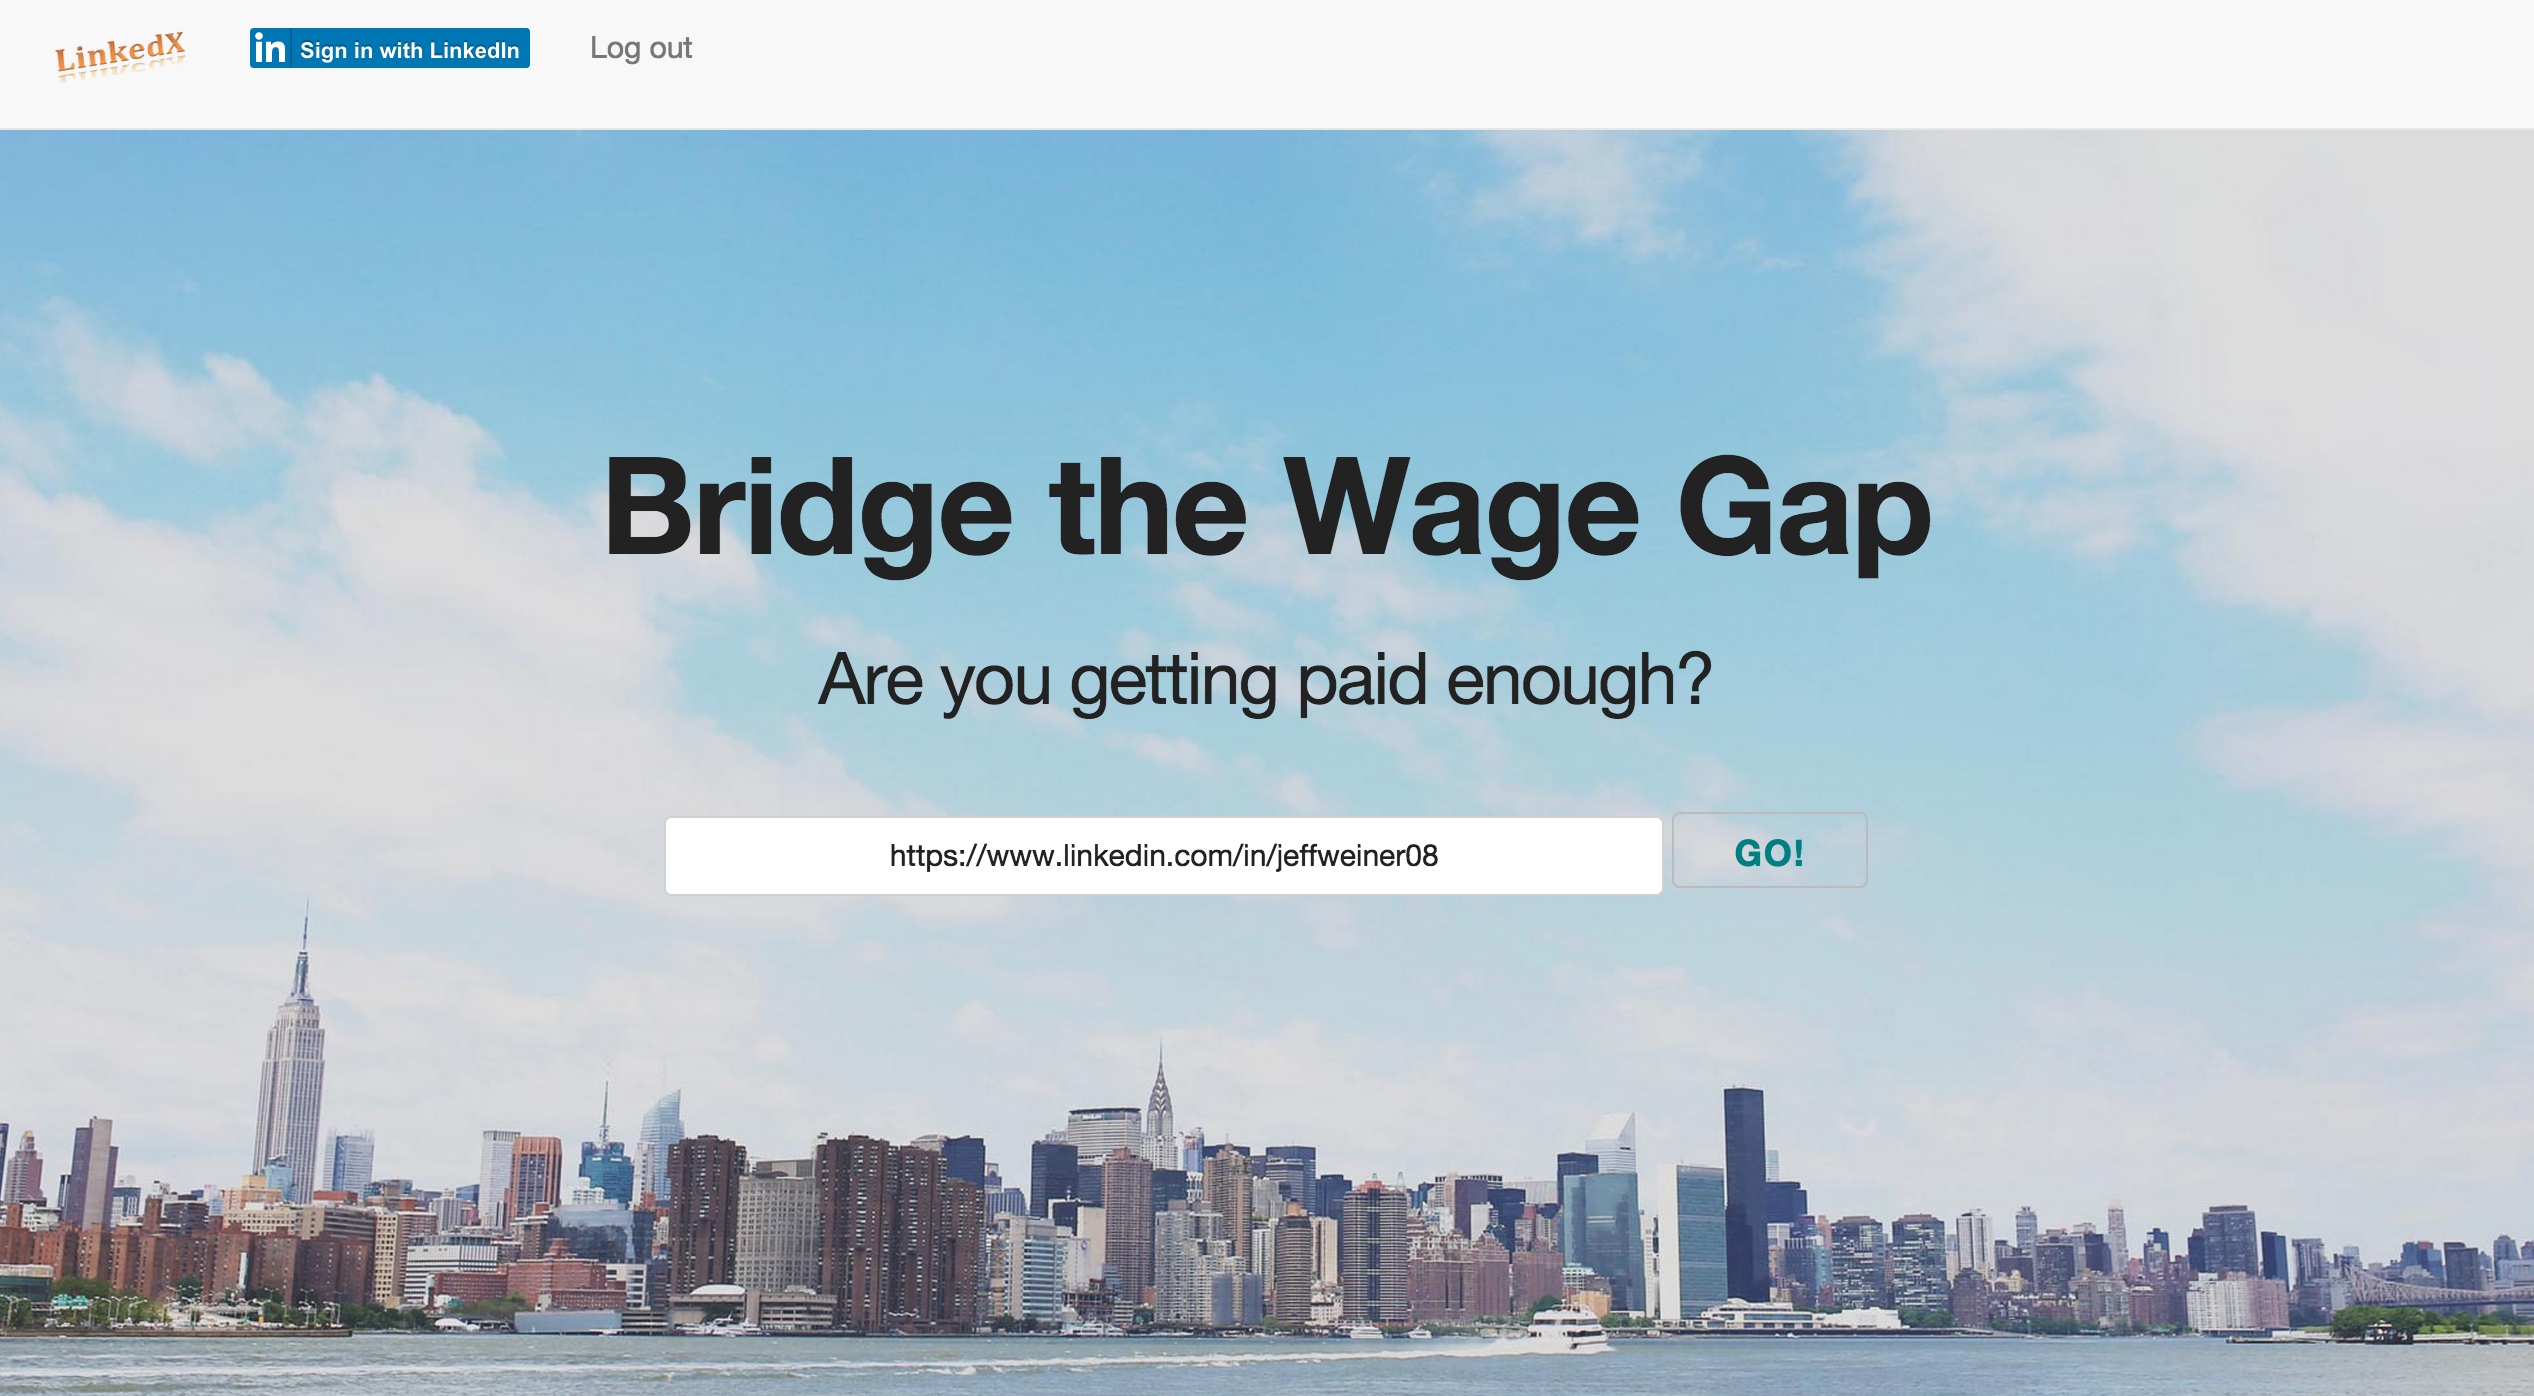 LinkedX
in Sign in with LinkedIn
Log out
Bridge the Wage Gap
Are you getting paid enough?
https://www.linkedin.com/in/jeffweiner08
GO!